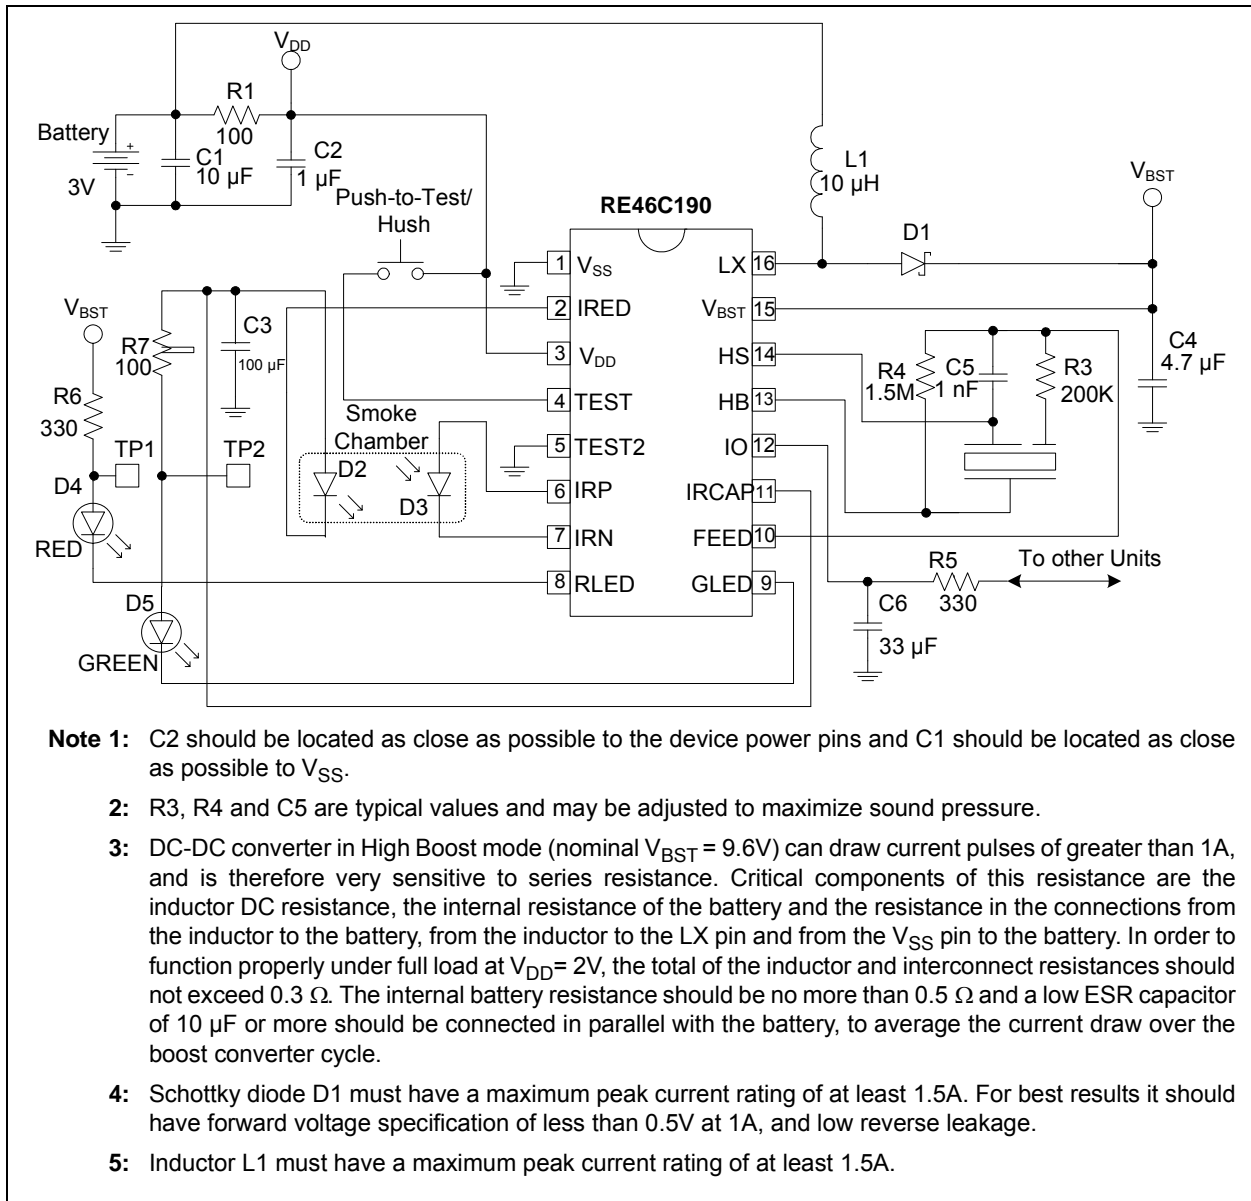 VDD
R1
100
Battery
+
-
3V
C1
10 µF
C2
1 µF
L1
10 µH
VBST
Push-to-Test/
Hush
RE46C190
D1
1 VSS
LX 16
2 IRED
VBST 15
3 VDD
HS 14
4 TEST
HB 13
5 TEST2
IO 12
6 IRP
IRCAP 11
7 IRN
FEED 10
8 RLED
GLED 9
VBST
R7
100
C3
100 µF
R6
330
TP1
TP2
Smoke
Chamber
D2
D3
D4
RED
D5
GREEN
R4
1.5M
C5
1 nF
R3
200K
C4
4.7 µF
R5
330
To other Units
C6
33 µF
Note 1: C2 should be located as close as possible to the device power pins and C1 should be located as close
as possible to VSS.
2: R3, R4 and C5 are typical values and may be adjusted to maximize sound pressure.
3: DC-DC converter in High Boost mode (nominal VBST = 9.6V) can draw current pulses of greater than 1A,
and is therefore very sensitive to series resistance. Critical components of this resistance are the
inductor DC resistance, the internal resistance of the battery and the resistance in the connections from
the inductor to the battery, from the inductor to the LX pin and from the VSS pin to the battery. In order to
function properly under full load at VDD= 2V, the total of the inductor and interconnect resistances should
not exceed 0.3 Ω. The internal battery resistance should be no more than 0.5 Ω and a low ESR capacitor
of 10 µF or more should be connected in parallel with the battery, to average the current draw over the
boost converter cycle.
4: Schottky diode D1 must have a maximum peak current rating of at least 1.5A. For best results it should
have forward voltage specification of less than 0.5V at 1A, and low reverse leakage.
5: Inductor L1 must have a maximum peak current rating of at least 1.5A.